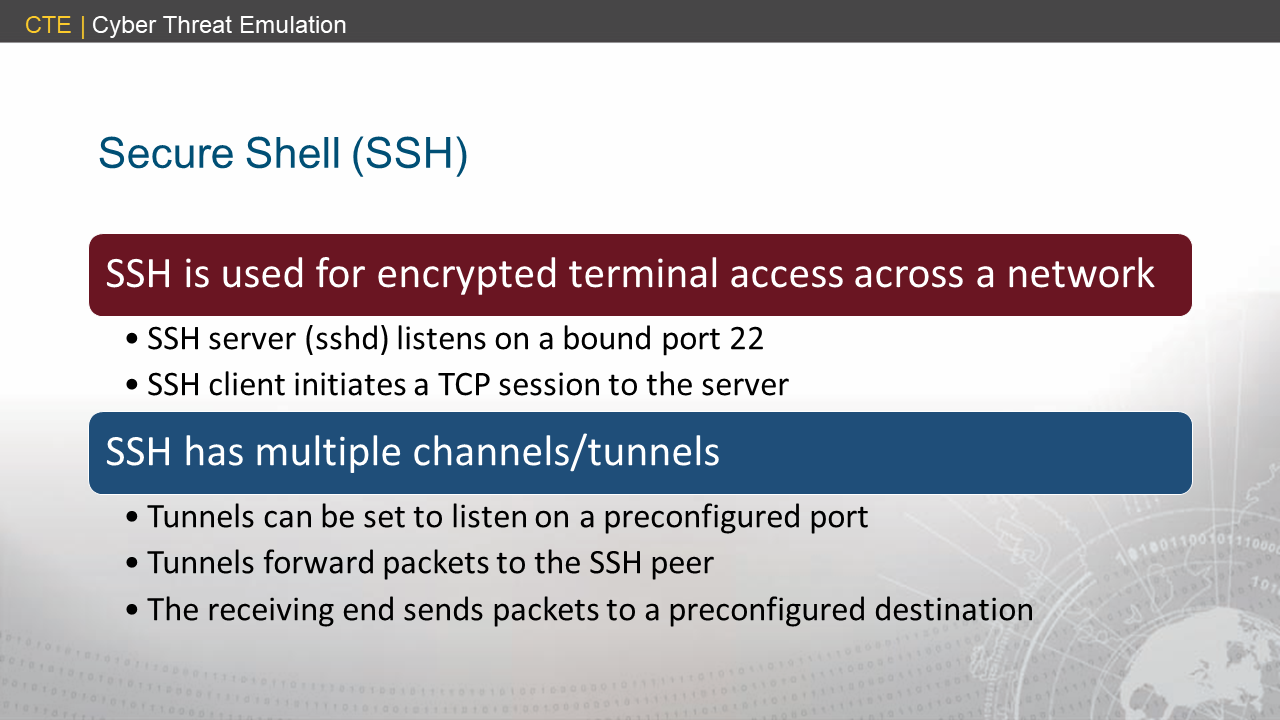 CTE | Cyber Threat Emulation
Secure Shell (SSH)
SSH is used for encrypted terminal access across a network
• SSH server (sshd) listens on a bound port 22
• SSH client initiates a TCP session to the server
SSH has multiple channels/tunnels
• Tunnels can be set to listen on a preconfigured port
• Tunnels forward packets to the SSH peer
• The receiving end sends packets to a preconfigured destination